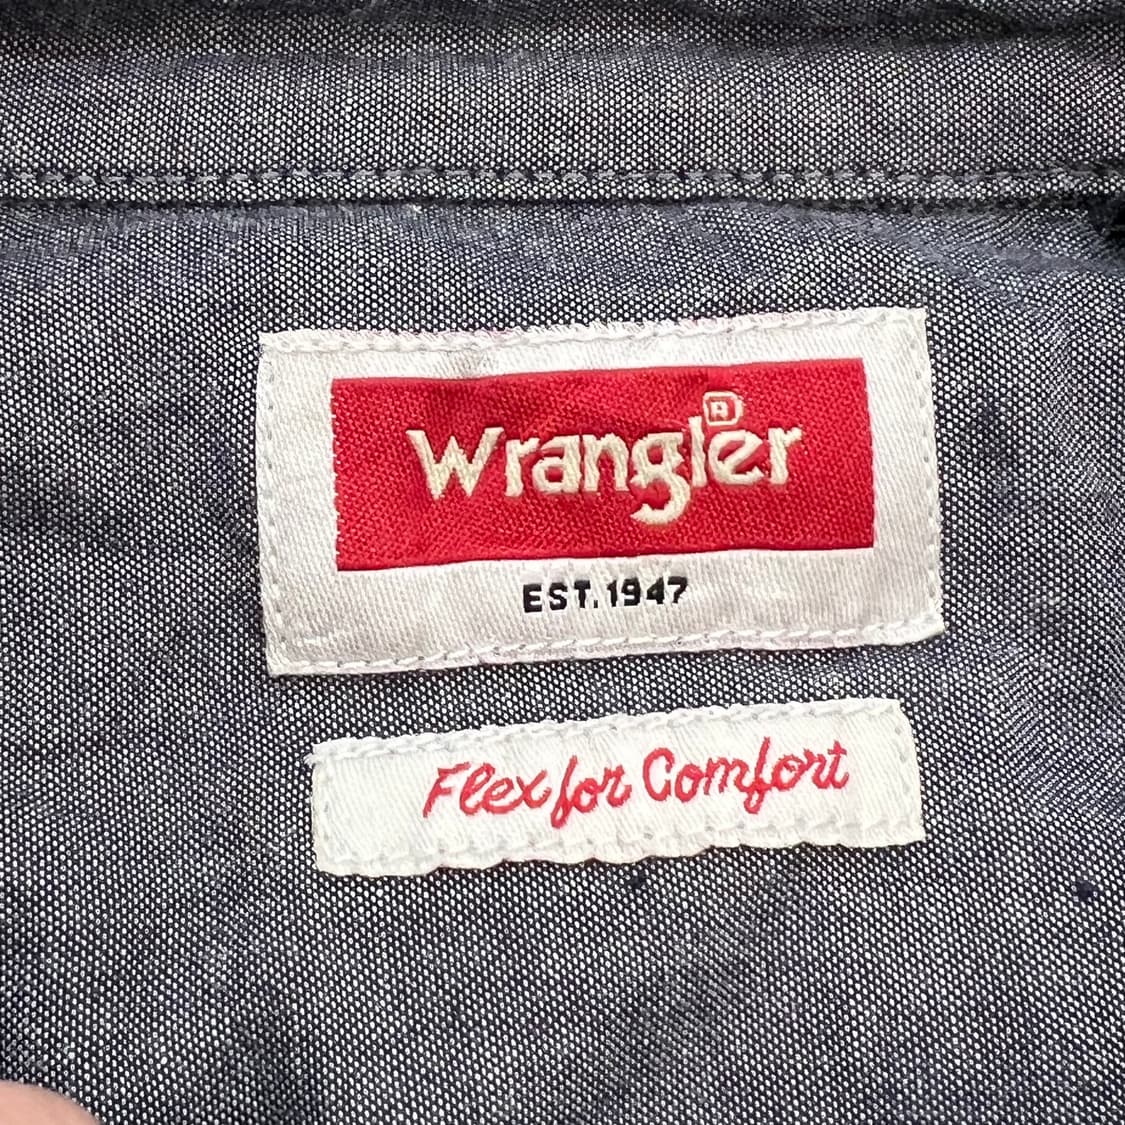 Wrangler®
EST. 1947
Flex for Comfort